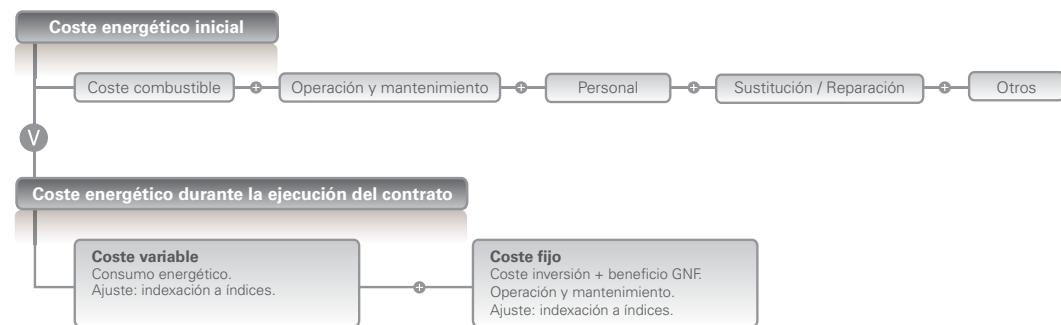 Coste energético inicial
Coste combustible + Operación y mantenimiento + Personal + Sustitución / Reparación + Otros
V
Coste energético durante la ejecución del contrato
Coste variable
Consumo energético.
Ajuste: indexación a índices.
+
Coste fijo
Coste inversión + beneficio GNF.
Operación y mantenimiento.
Ajuste: indexación a índices.